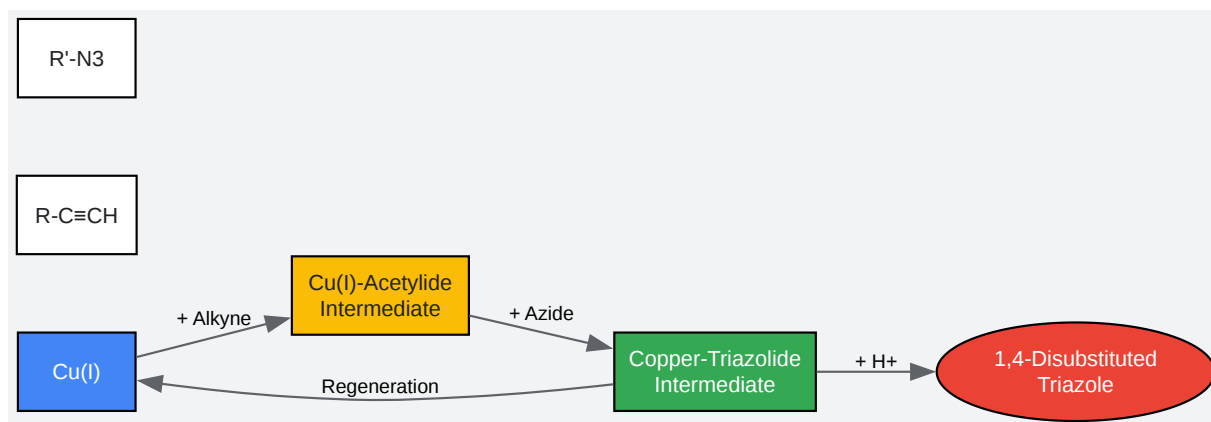 R'-N3
R-C≡CH
Cu(I)-Acetylide
Intermediate
+ Alkyne
+ Azide
Cu(I)
Copper-Triazolide
Intermediate
+ H+
1,4-Disubstituted
Triazole
Regeneration